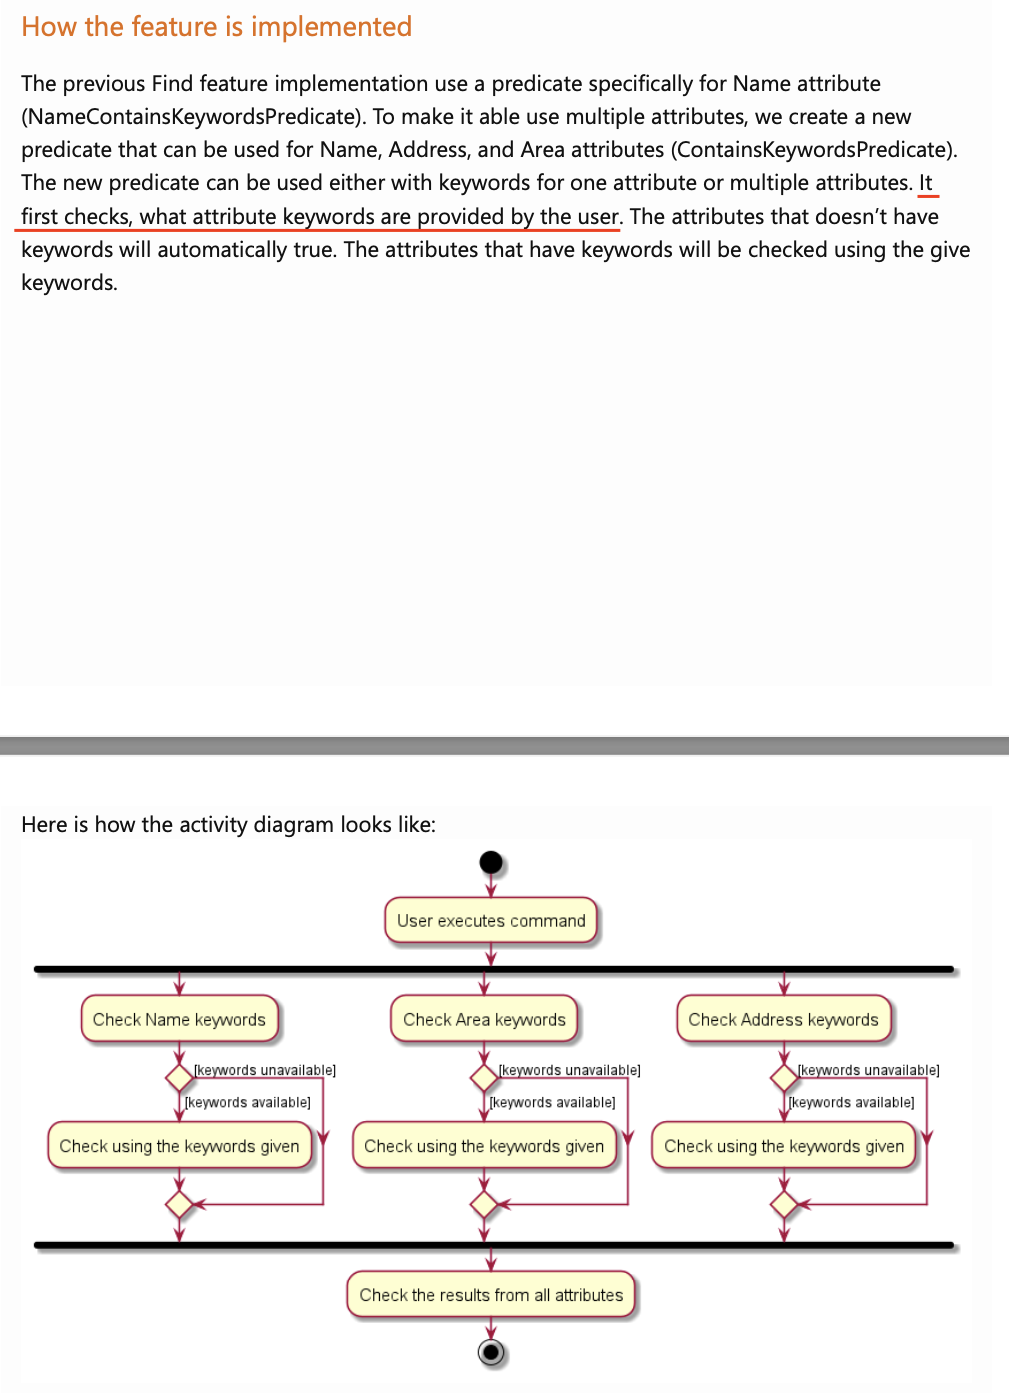 How the feature is implemented
The previous Find feature implementation use a predicate specifically for Name attribute
(NameContainsKeywordsPredicate). To make it able use multiple attributes, we create a new
predicate that can be used for Name, Address, and Area attributes (ContainsKeywordsPredicate).
The new predicate can be used either with keywords for one attribute or multiple attributes. It
first checks, what attribute keywords are provided by the user. The attributes that doesn't have
keywords will automatically true. The attributes that have keywords will be checked using the give
keywords.
Here is how the activity diagram looks like:
User executes command
Check Name keywords
Check Area keywords
Check Address keywords
[keywords unavailable]
[keywords unavailable]
[keywords unavailable]
[keywords available]
[keywords available]
[keywords available]
Check using the keywords given
Check using the keywords given
Check using the keywords given
Check the results from all attributes